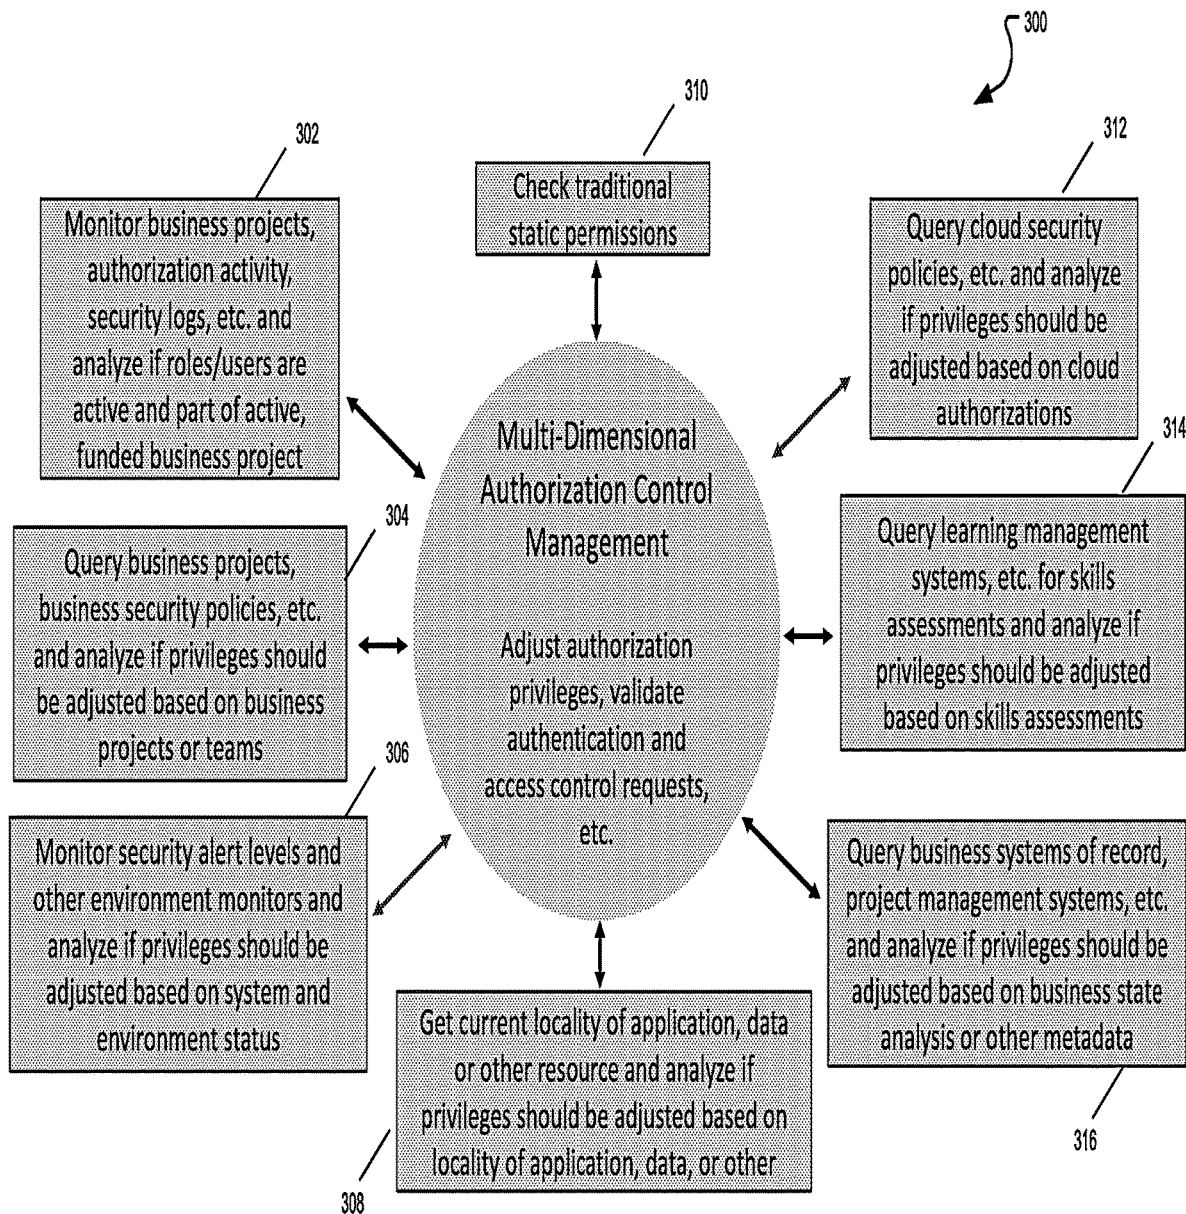 300
310
Check traditional
static permissions
302
Monitor business projects,
authorization activity,
security logs, etc. and
analyze if roles/users are
active and part of active,
funded business project
312
Query cloud security
policies, etc. and analyze
if privileges should be
adjusted based on cloud
authorizations
304
Query business projects,
business security policies, etc.
and analyze if privileges should
be adjusted based on business
projects or teams
Multi-Dimensional
Authorization Control
Management
Adjust authorization
privileges, validate
authentication and
access control requests,
etc.
314
Query learning management
systems, etc. for skills
assessments and analyze if
privileges should be adjusted
based on skills assessments
306
Monitor security alert levels and
other environment monitors and
analyze if privileges should be
adjusted based on system and
environment status
Query business systems of record,
project management systems, etc.
and analyze if privileges should be
adjusted based on business state
analysis or other metadata
316
Get current locality of application, data
or other resource and analyze if
privileges should be adjusted based on
locality of application, data, or other
308